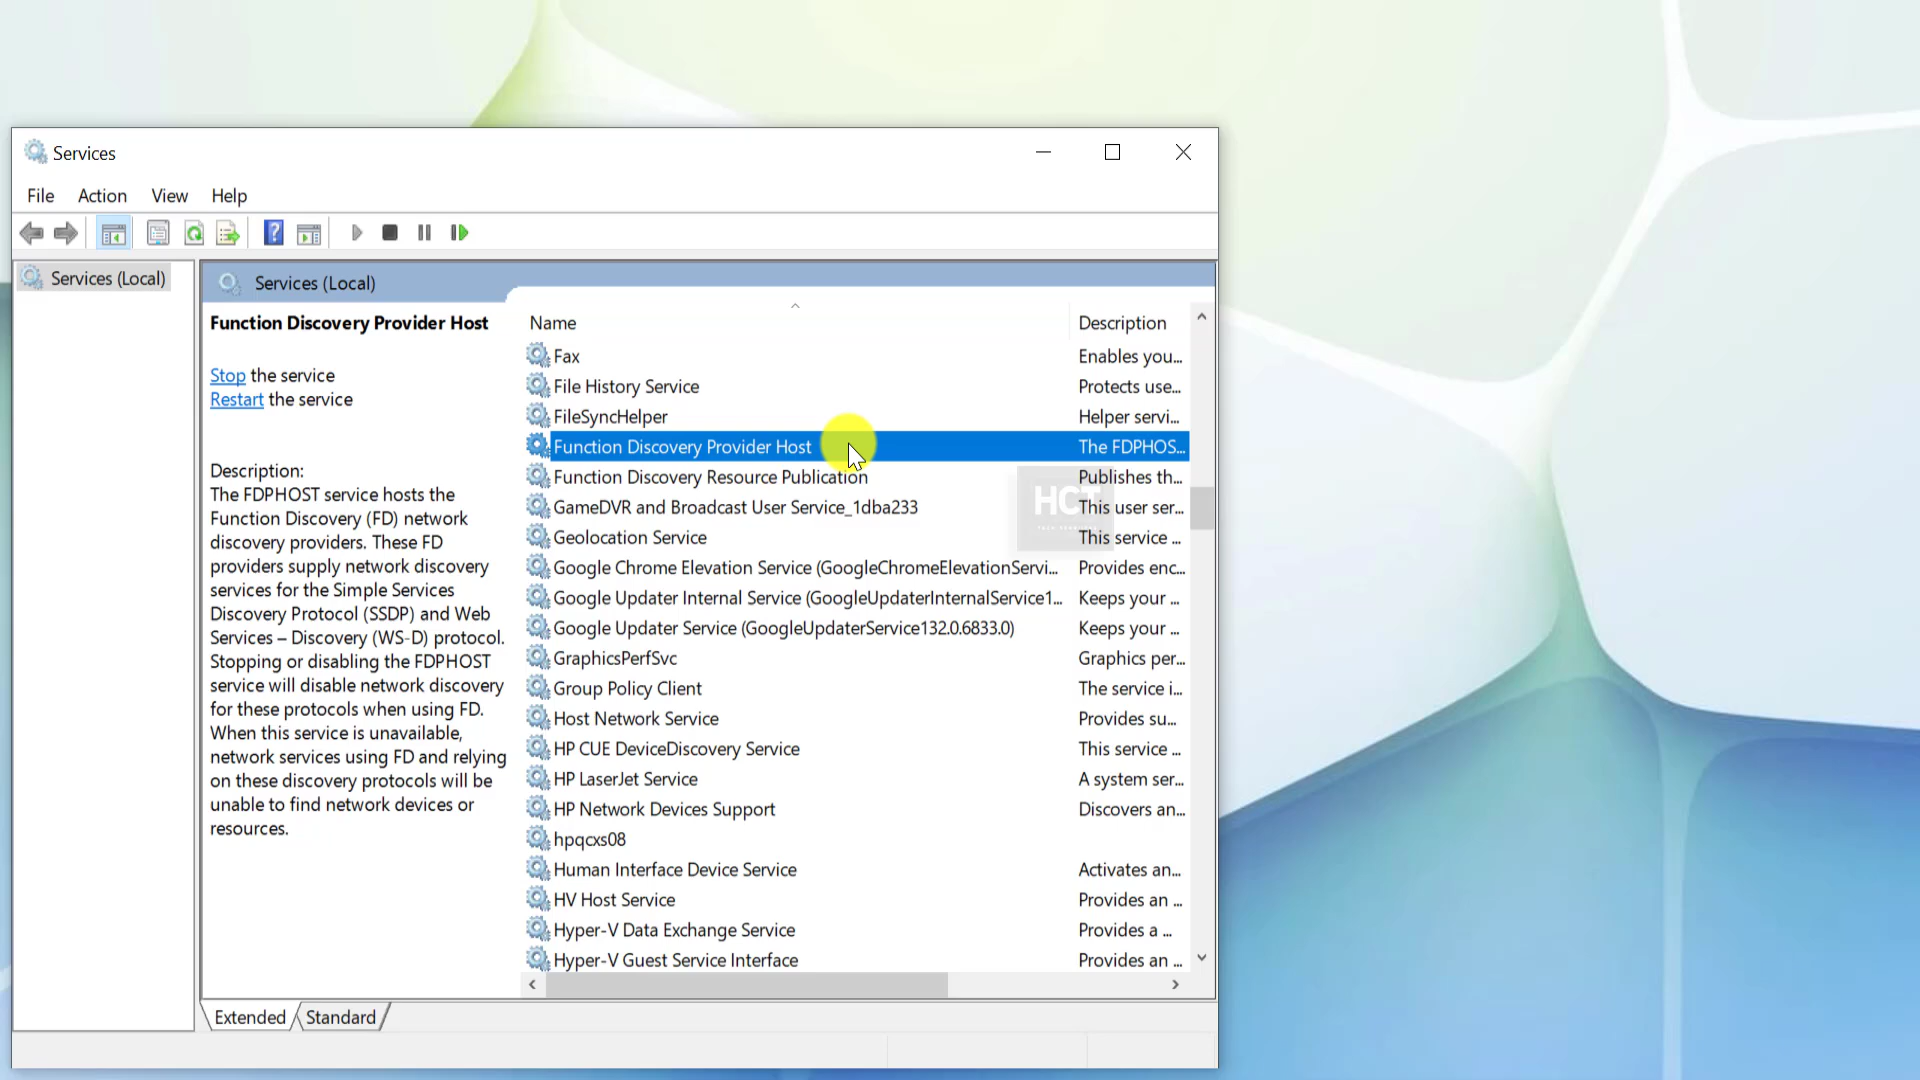 Services
File Action View Help
Services (Local)
Services (Local)
Function Discovery Provider Host
Stop the service
Restart the service
Description:
The FDPHOST service hosts the
Function Discovery (FD) network
discovery providers. These FD
providers supply network discovery
services for the Simple Services
Discovery Protocol (SSDP) and Web
Services – Discovery (WS-D) protocol.
Stopping or disabling the FDPHOST
service will disable network discovery
for these protocols when using FD.
When this service is unavailable,
network services using FD and relying
on these discovery protocols will be
unable to find network devices or
resources.
Name Description
Fax Enables you...
File History Service Protects use...
FileSyncHelper Helper servi...
Function Discovery Provider Host The FDPHOS...
Function Discovery Resource Publication Publishes th...
GameDVR and Broadcast User Service_1dba233 This user ser...
Geolocation Service This service ...
Google Chrome Elevation Service (GoogleChromeElevationServi... Provides enc...
Google Updater Internal Service (GoogleUpdaterInternalService1... Keeps your ...
Google Updater Service (GoogleUpdaterService132.0.6833.0) Keeps your ...
GraphicsPerfSvc Graphics per...
Group Policy Client The service i...
Host Network Service Provides su...
HP CUE DeviceDiscovery Service This service ...
HP LaserJet Service A system ser...
HP Network Devices Support Discovers an...
hpqcxs08
Human Interface Device Service Activates an...
HV Host Service Provides an ...
Hyper-V Data Exchange Service Provides a ...
Hyper-V Guest Service Interface Provides an ...
HCT
Extended Standard